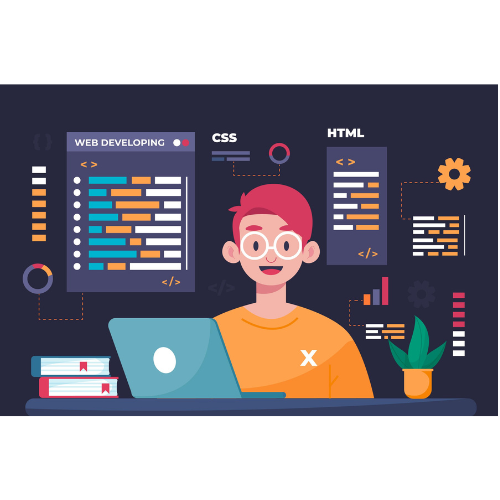 WEB DEVELOPING
CSS
HTML
< >
< >
</>
</>
</>
{ }
X